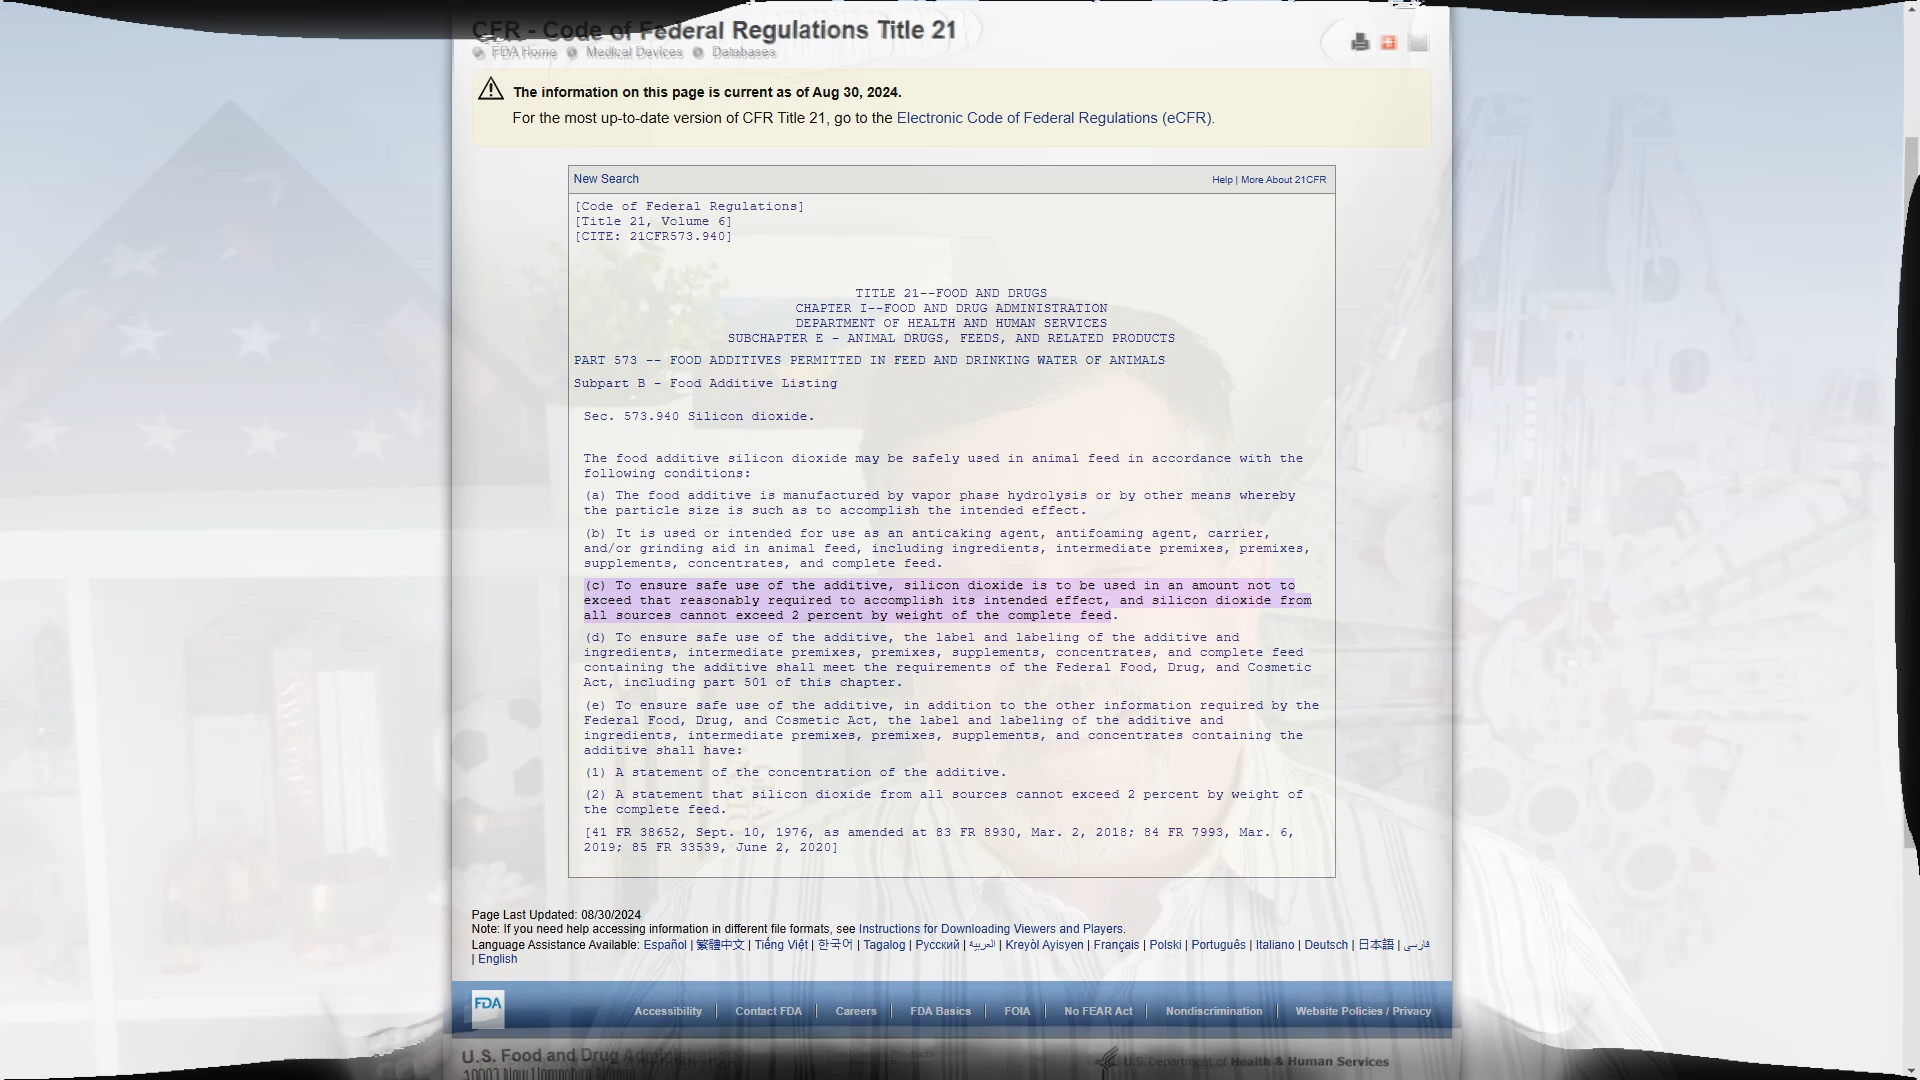 CFR - Code of Federal Regulations Title 21
FDA Home Medical Devices Databases
The information on this page is current as of Aug 30, 2024.
For the most up-to-date version of CFR Title 21, go to the Electronic Code of Federal Regulations (eCFR).
New Search Help | More About 21CFR
[Code of Federal Regulations]
[Title 21, Volume 6]
[CITE: 21CFR573.940]
TITLE 21--FOOD AND DRUGS
CHAPTER I--FOOD AND DRUG ADMINISTRATION
DEPARTMENT OF HEALTH AND HUMAN SERVICES
SUBCHAPTER E - ANIMAL DRUGS, FEEDS, AND RELATED PRODUCTS
PART 573 -- FOOD ADDITIVES PERMITTED IN FEED AND DRINKING WATER OF ANIMALS
Subpart B - Food Additive Listing
Sec. 573.940 Silicon dioxide.
The food additive silicon dioxide may be safely used in animal feed in accordance with the
following conditions:
(a) The food additive is manufactured by vapor phase hydrolysis or by other means whereby
the particle size is such as to accomplish the intended effect.
(b) It is used or intended for use as an anticaking agent, antifoaming agent, carrier,
and/or grinding aid in animal feed, including ingredients, intermediate premixes, premixes,
supplements, concentrates, and complete feed.
(c) To ensure safe use of the additive, silicon dioxide is to be used in an amount not to
exceed that reasonably required to accomplish its intended effect, and silicon dioxide from
all sources cannot exceed 2 percent by weight of the complete feed.
(d) To ensure safe use of the additive, the label and labeling of the additive and
ingredients, intermediate premixes, premixes, supplements, concentrates, and complete feed
containing the additive shall meet the requirements of the Federal Food, Drug, and Cosmetic
Act, including part 501 of this chapter.
(e) To ensure safe use of the additive, in addition to the other information required by the
Federal Food, Drug, and Cosmetic Act, the label and labeling of the additive and
ingredients, intermediate premixes, premixes, supplements, and concentrates containing the
additive shall have:
(1) A statement of the concentration of the additive.
(2) A statement that silicon dioxide from all sources cannot exceed 2 percent by weight of
the complete feed.
[41 FR 38652, Sept. 10, 1976, as amended at 83 FR 8930, Mar. 2, 2018; 84 FR 7993, Mar. 6,
2019; 85 FR 33539, June 2, 2020]
Page Last Updated: 08/30/2024
Note: If you need help accessing information in different file formats, see Instructions for Downloading Viewers and Players.
Language Assistance Available: Español | 繁體中文 | Tiếng Việt | 한국어 | Tagalog | Русский | العربية | Kreyòl Ayisyen | Français | Polski | Português | Italiano | Deutsch | 日本語 | فارسی
| English
FDA Accessibility Contact FDA Careers FDA Basics FOIA No FEAR Act Nondiscrimination Website Policies / Privacy
U.S. Food and Drug Administration
U.S. Department of Health & Human Services